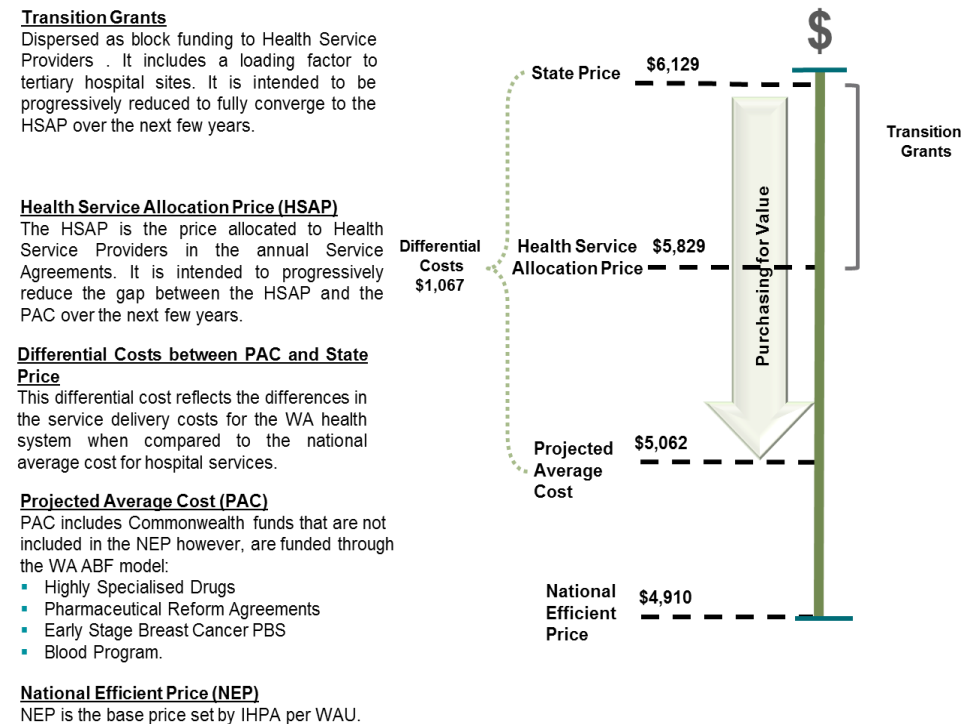 Transition Grants
Dispersed as block funding to Health Service
Providers . It includes a loading factor to
tertiary hospital sites. It is intended to be
progressively reduced to fully converge to the
HSAP over the next few years.
Health Service Allocation Price (HSAP)
The HSAP is the price allocated to Health
Service Providers in the annual Service
Agreements. It is intended to progressively
reduce the gap between the HSAP and the
PAC over the next few years.
Differential Costs between PAC and State
Price
This differential cost reflects the differences in
the service delivery costs for the WA health
system when compared to the national
average cost for hospital services.
Projected Average Cost (PAC)
PAC includes Commonwealth funds that are not
included in the NEP however, are funded through
the WA ABF model:
Highly Specialised Drugs
Pharmaceutical Reform Agreements
Early Stage Breast Cancer PBS
Blood Program.
National Efficient Price (NEP)
NEP is the base price set by IHPA per WAU.
$
State Price $6,129
Transition
Grants
Differential
Costs
$1,067
Health Service
Allocation Price
$5,829
Purchasing for Value
Projected
Average
Cost
$5,062
National
Efficient
Price
$4,910